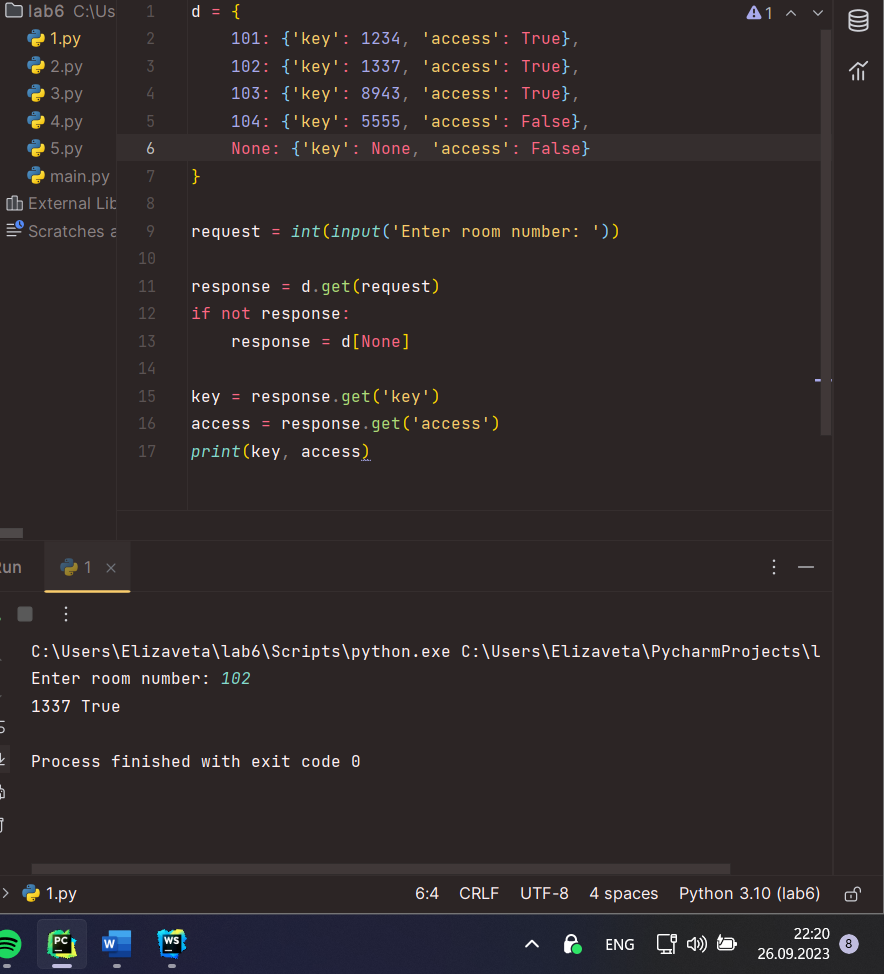 lab6 C:\Us
1.py
2.py
3.py
4.py
5.py
main.py
External Lib
Scratches a
1 d = {
2 101: {'key': 1234, 'access': True},
3 102: {'key': 1337, 'access': True},
4 103: {'key': 8943, 'access': True},
5 104: {'key': 5555, 'access': False},
6 None: {'key': None, 'access': False}
7 }
8
9 request = int(input('Enter room number: '))
10
11 response = d.get(request)
12 if not response:
13 response = d[None]
14
15 key = response.get('key')
16 access = response.get('access')
17 print(key, access)
1
un
1
C:\Users\Elizaveta\lab6\Scripts\python.exe C:\Users\Elizaveta\PycharmProjects\l
Enter room number: 102
1337 True
Process finished with exit code 0
1.py
6:4 CRLF UTF-8 4 spaces Python 3.10 (lab6)
PC
W
WS
ENG
22:20
26.09.2023
8